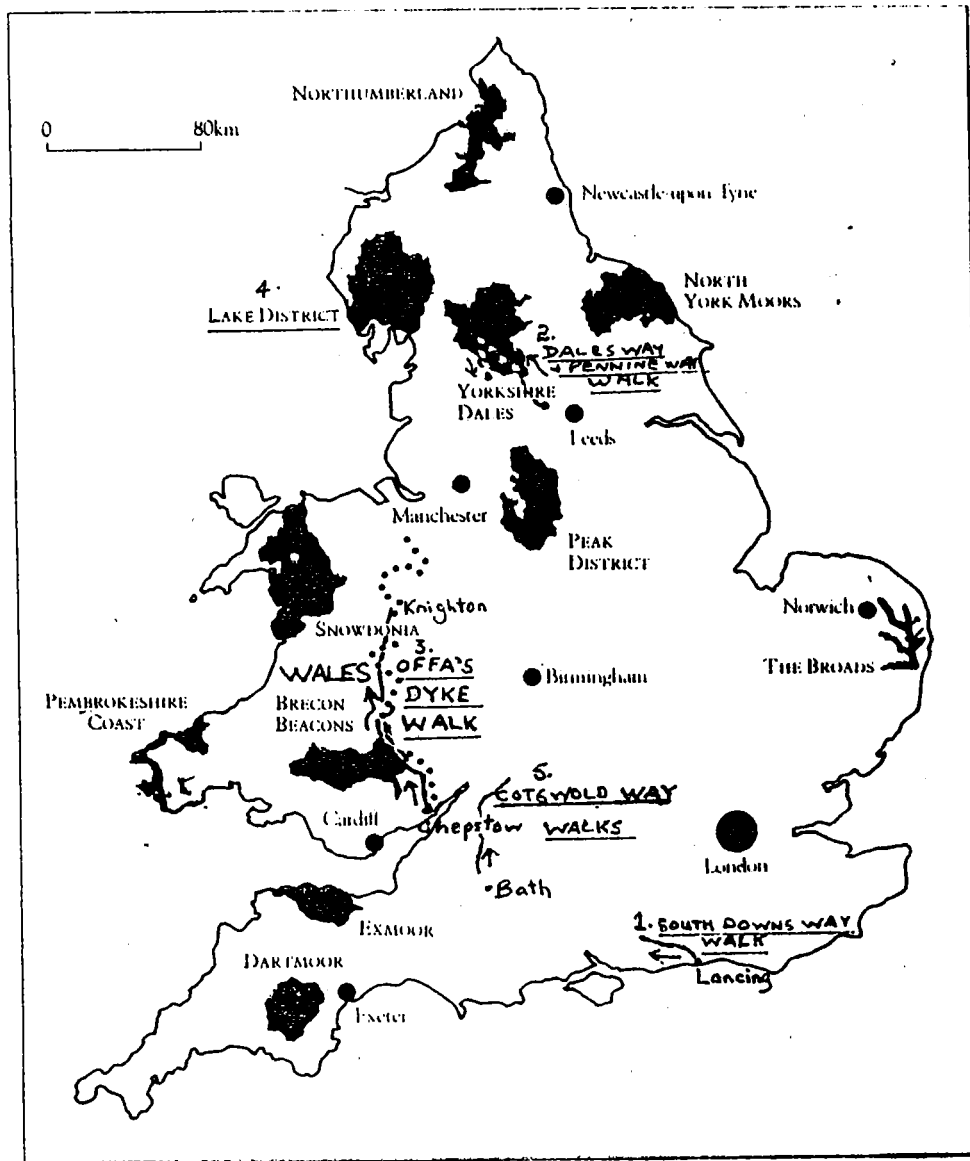 NORTHUMBERLAND
0 80km
Newcastle-upon Tyne
4.
LAKE DISTRICT
NORTH
YORK MOORS
2.
DALES WAY
+ PENNINE WAY
WALK
YORKSHIRE
DALES
Leeds
Manchester
PEAK
DISTRICT
Knighton
SNOWDONIA
Norwich
THE BROADS
3.
OFFA'S
DYKE
WALK
WALES
BRECON
BEACONS
Birmingham
PEMBROKESHIRE
COAST
5.
COTGWOLD WAY
WALKS
Cardiff
Chepstow
London
Bath
EXMOOR
1. SOUTH DOWNS WAY
WALK
Lancing
DARTMOOR
Exeter